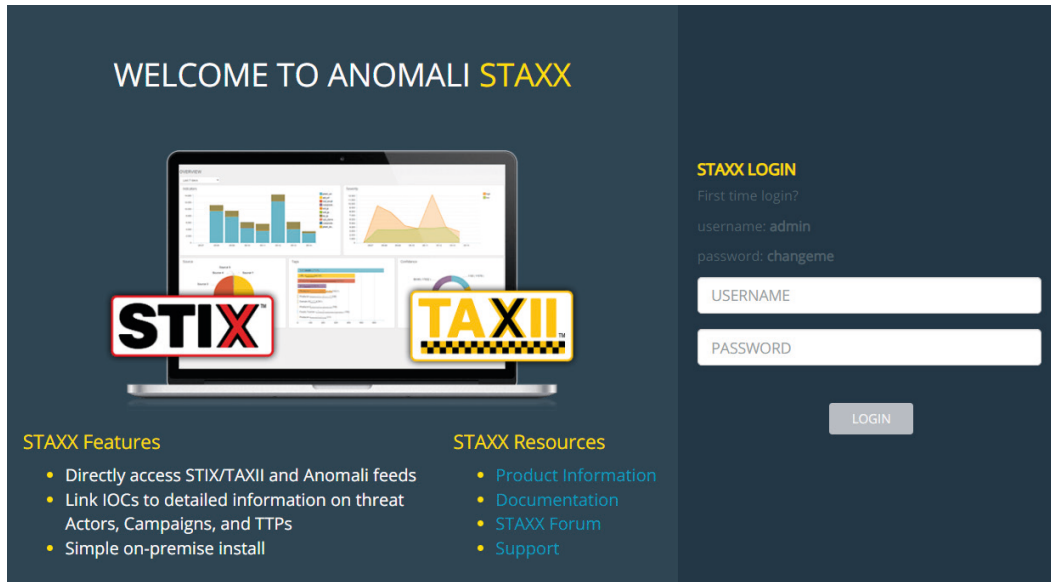 WELCOME TO ANOMALI STAXX
STIX™
TAXII™
STAXX Features
Directly access STIX/TAXII and Anomali feeds
Link IOCs to detailed information on threat
Actors, Campaigns, and TTPs
Simple on-premise install
STAXX Resources
Product Information
Documentation
STAXX Forum
Support
STAXX LOGIN
First time login?
username: admin
password: changeme
USERNAME
PASSWORD
LOGIN